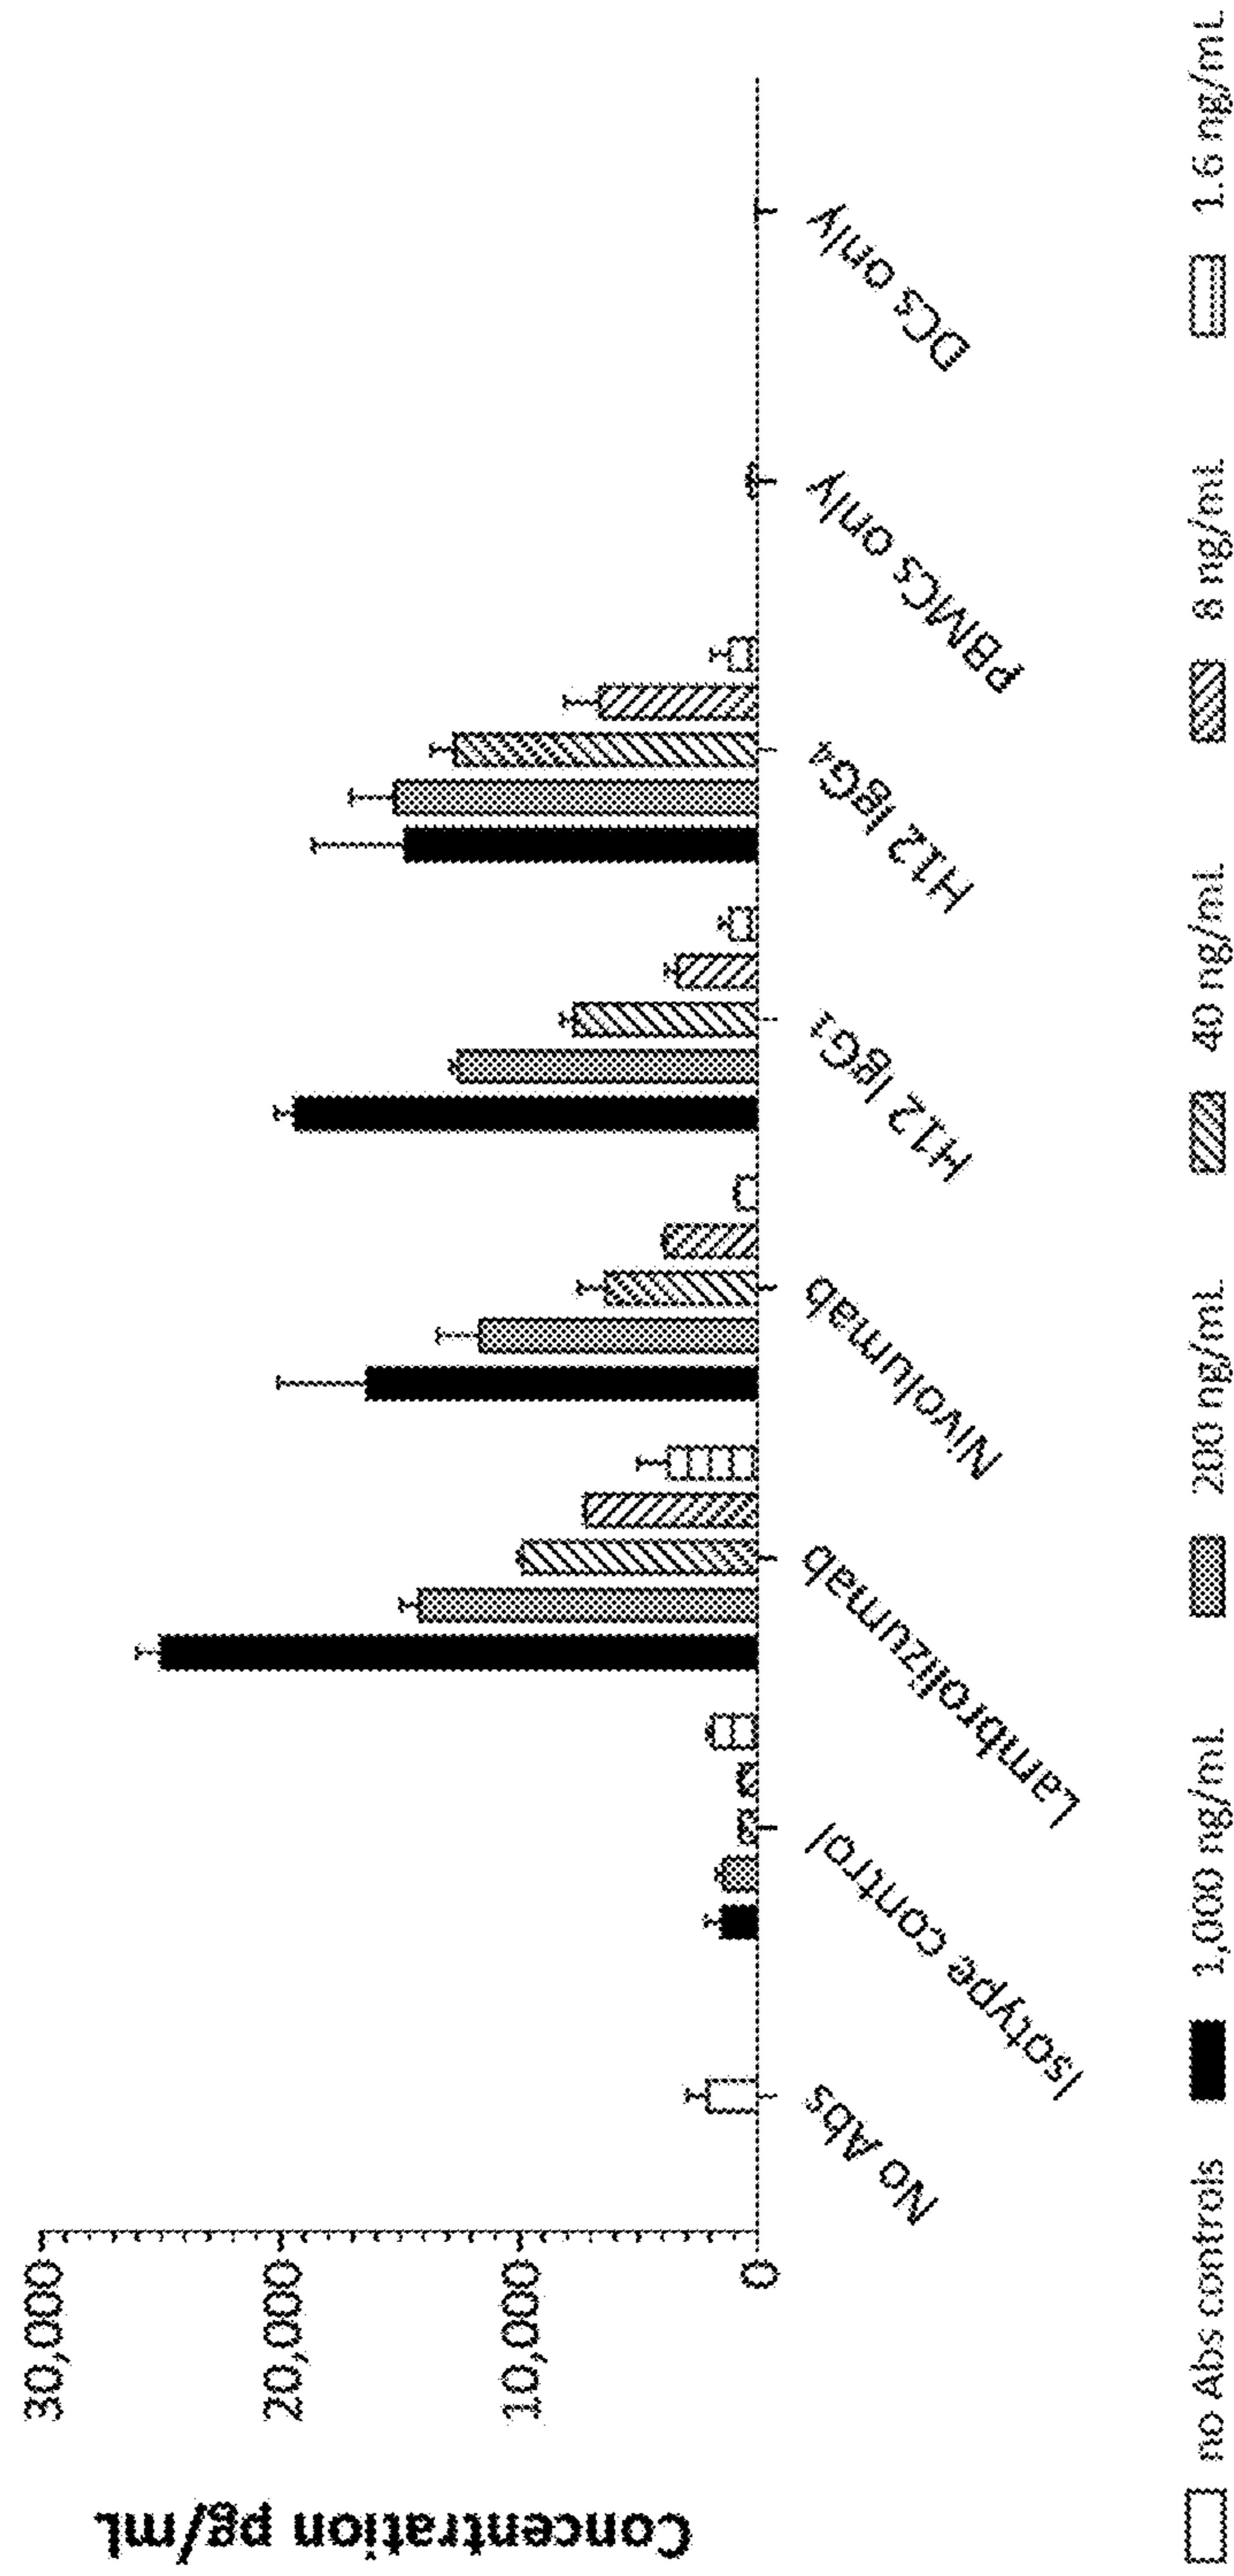 Concentration pg/mL
30,000
20,000
10,000
0
No Abs
Isotype control
Lambrolizumab
Nivolumab
H12 IgG1
H12 IgG4
PBMCs only
DCs only
no Abs controls
1,000 ng/mL
200 ng/mL
40 ng/mL
8 ng/mL
1.6 ng/mL